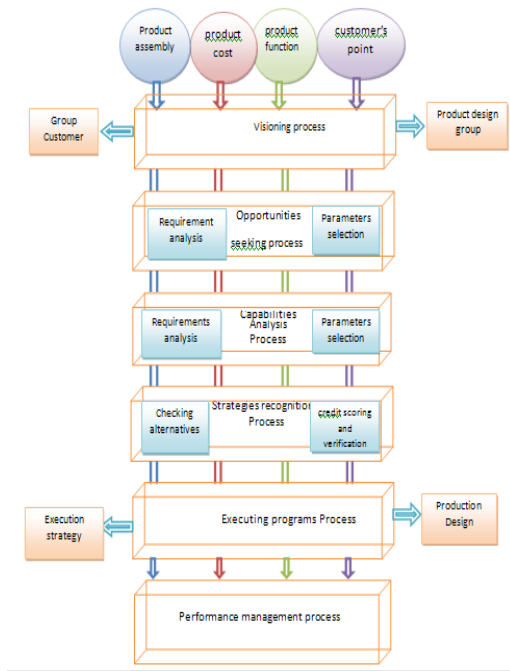 Product
assembly
product
cost
product
function
customer's
point
Group
Customer
Visioning process
Product design
group
Requirement
analysis
Opportunities
seeking process
Parameters
selection
Requirements
analysis
Capabilities
Analysis
Process
Parameters
selection
Checking
alternatives
Strategies recognition
Process
credit scoring
and
verification
Execution
strategy
Executing programs Process
Production
Design
Performance management process